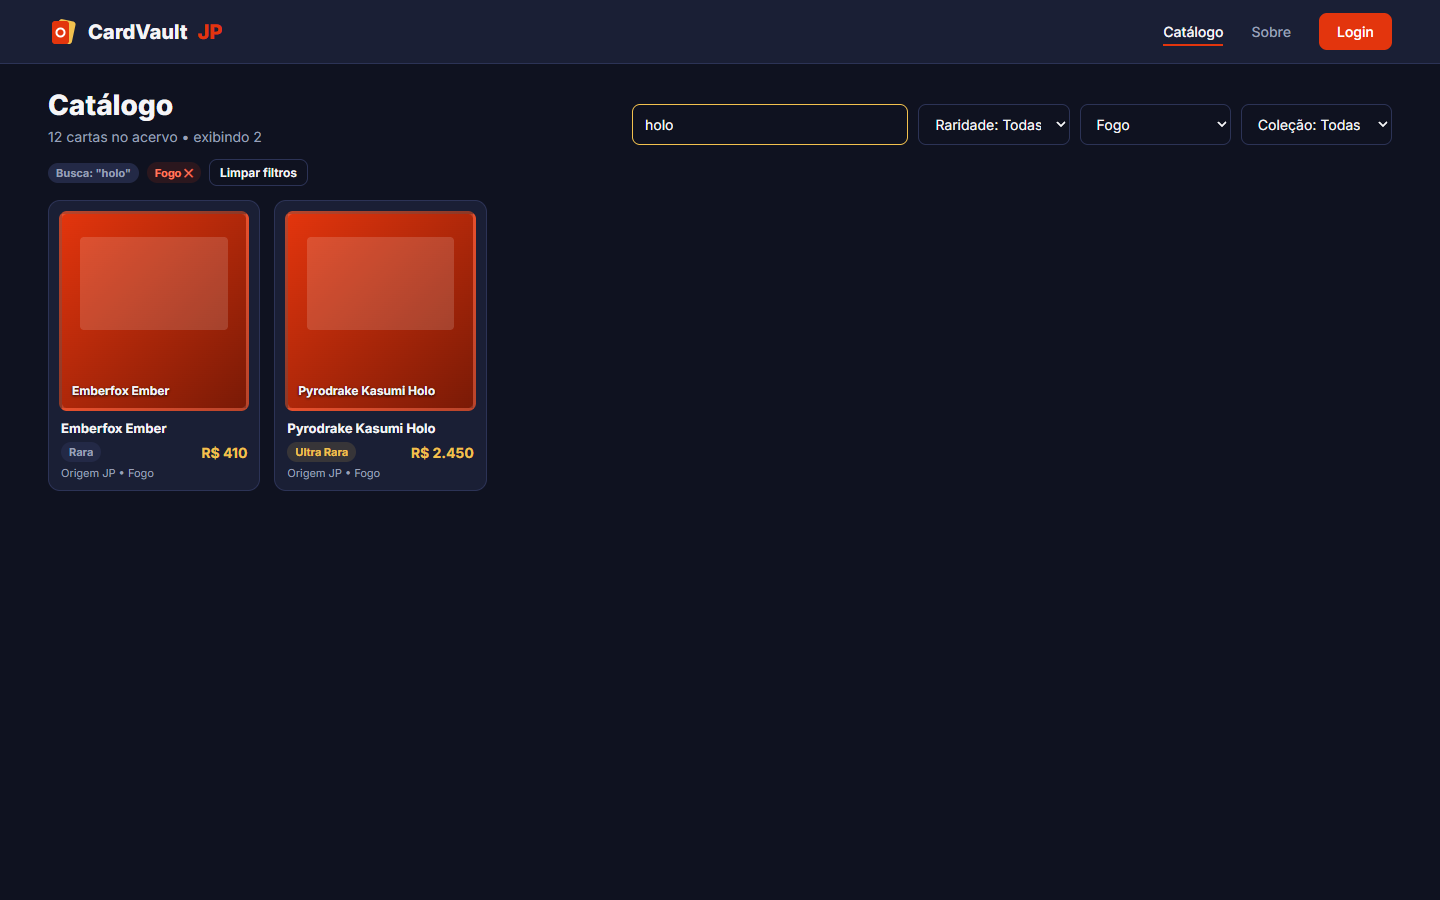 CardVault JP
Catálogo
Sobre
Login
Catálogo
12 cartas no acervo • exibindo 2
holo
Raridade: Todas
Fogo
Coleção: Todas
Busca: "holo"
Fogo ✕
Limpar filtros
Emberfox Ember
Emberfox Ember
Rara
R$ 410
Origem JP • Fogo
Pyrodrake Kasumi Holo
Pyrodrake Kasumi Holo
Ultra Rara
R$ 2.450
Origem JP • Fogo